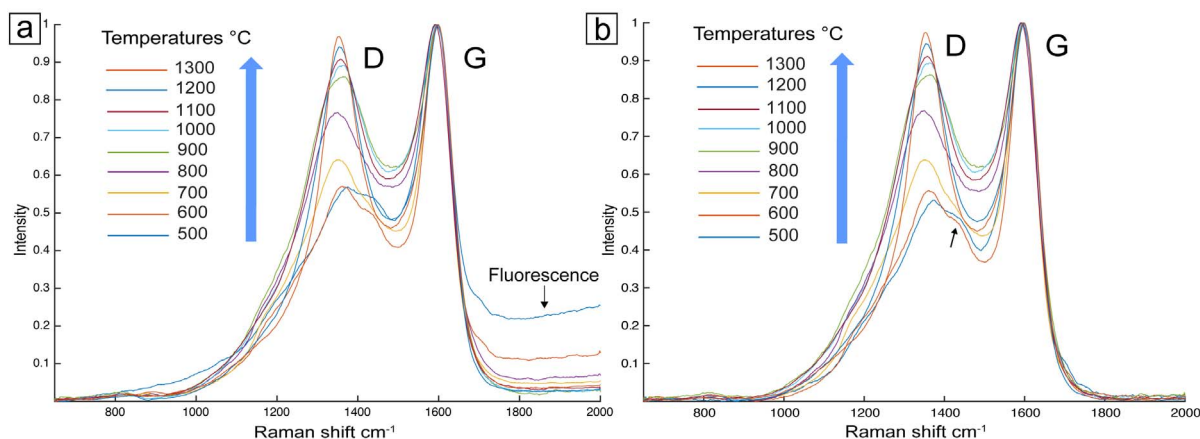 a
Temperatures °C
1300
1200
1100
1000
900
800
700
600
500
D
G
Fluorescence
Intensity
1
0.9
0.8
0.7
0.6
0.5
0.4
0.3
0.2
0.1
800 1000 1200 1400 1600 1800 2000
Raman shift cm⁻¹
b
Temperatures °C
1300
1200
1100
1000
900
800
700
600
500
D
G
Intensity
1
0.9
0.8
0.7
0.6
0.5
0.4
0.3
0.2
0.1
800 1000 1200 1400 1600 1800 2000
Raman shift cm⁻¹